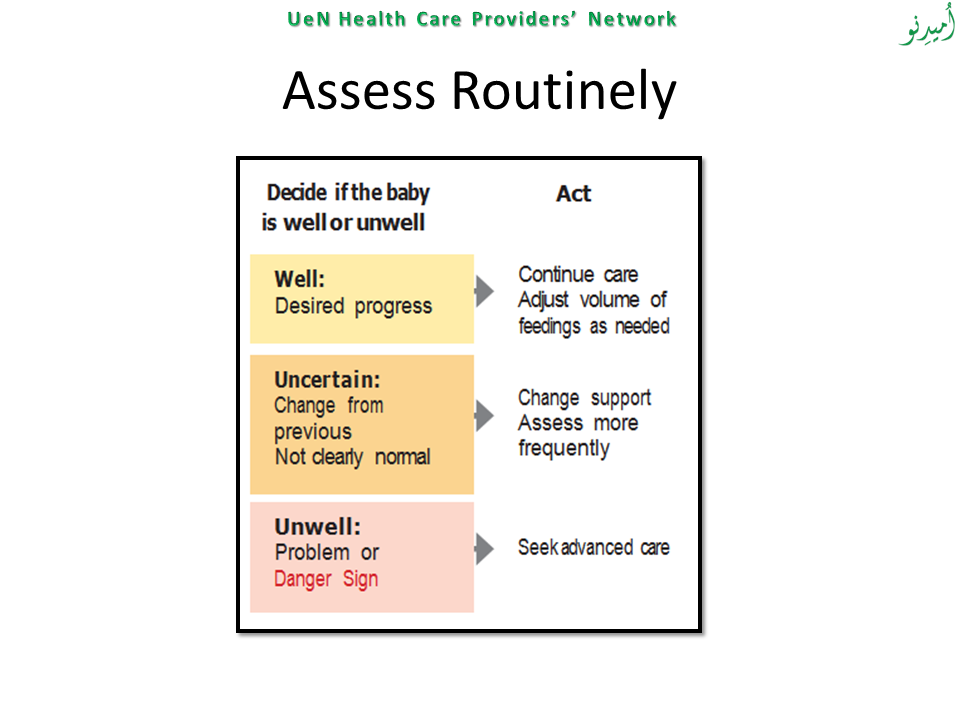 UeN Health Care Providers’ Network
اُمیدِنو
Assess Routinely
Decide if the baby
is well or unwell
Act
Well:
Desired progress
Continue care
Adjust volume of
feedings as needed
Uncertain:
Change from
previous
Not clearly normal
Change support
Assess more
frequently
Unwell:
Problem or
Danger Sign
Seek advanced care